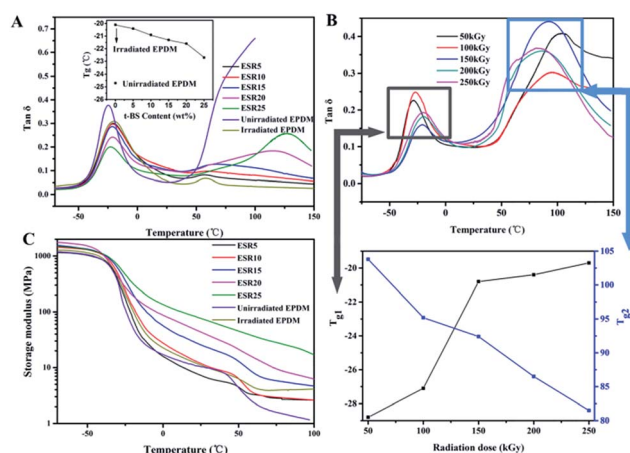 A
-20
-21
-22
-23
-24
-25
-26
Tg (℃)
Irradiated EPDM
Unirradiated EPDM
0 5 10 15 20 25
t-BS Content (wt%)
ESR5
ESR10
ESR15
ESR20
ESR25
Unirradiated EPDM
Irradiated EPDM
0.7
0.6
0.5
0.4
0.3
0.2
0.1
0.0
Tan δ
-50 0 50 100 150
Temperature (℃)
B
50kGy
100kGy
150kGy
200kGy
250kGy
0.4
0.3
0.2
0.1
0.0
Tan δ
-100 -50 0 50 100 150
Temperature (℃)
C
ESR5
ESR10
ESR15
ESR20
ESR25
Unirradiated EPDM
Irradiated EPDM
1000
100
10
1
Storage modulus (MPa)
-50 0 50 100
Temperature (℃)
-20
-22
-24
-26
-28
Tg1
105
100
95
90
85
80
Tg2
50 100 150 200 250
Radiation dose (kGy)